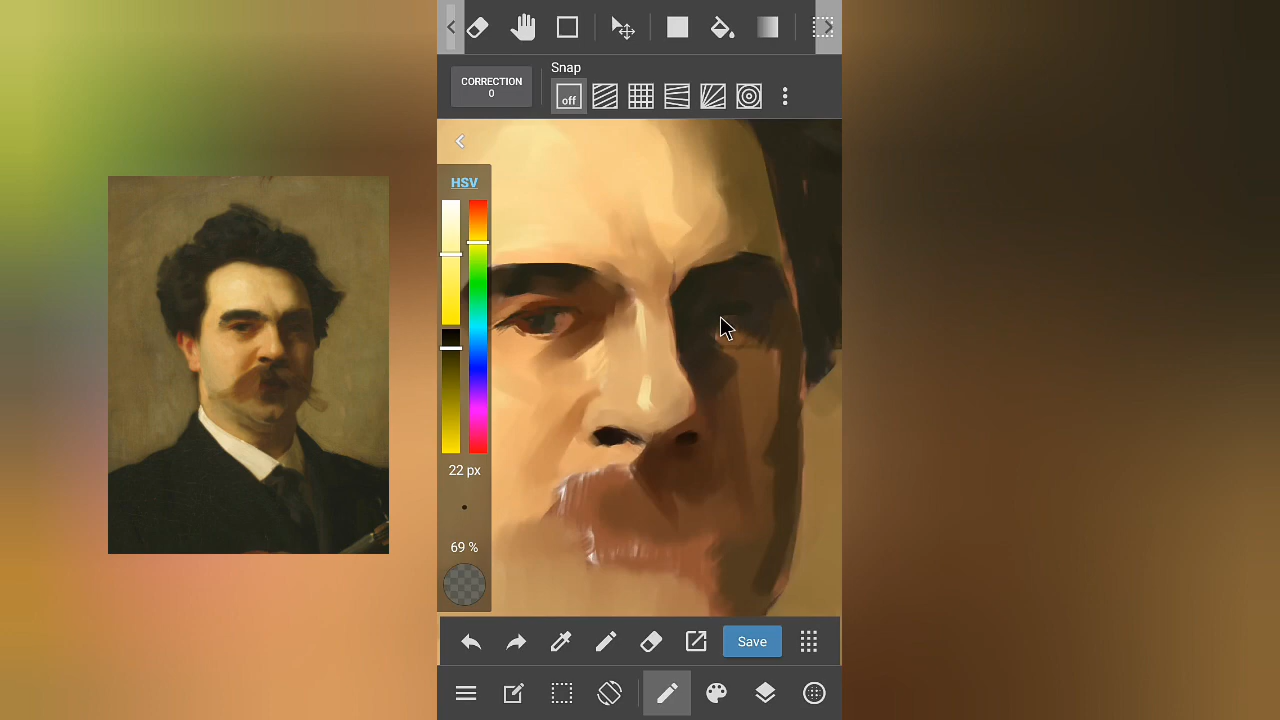 CORRECTION
0
Snap
off
HSV
22 px
69 %
Save